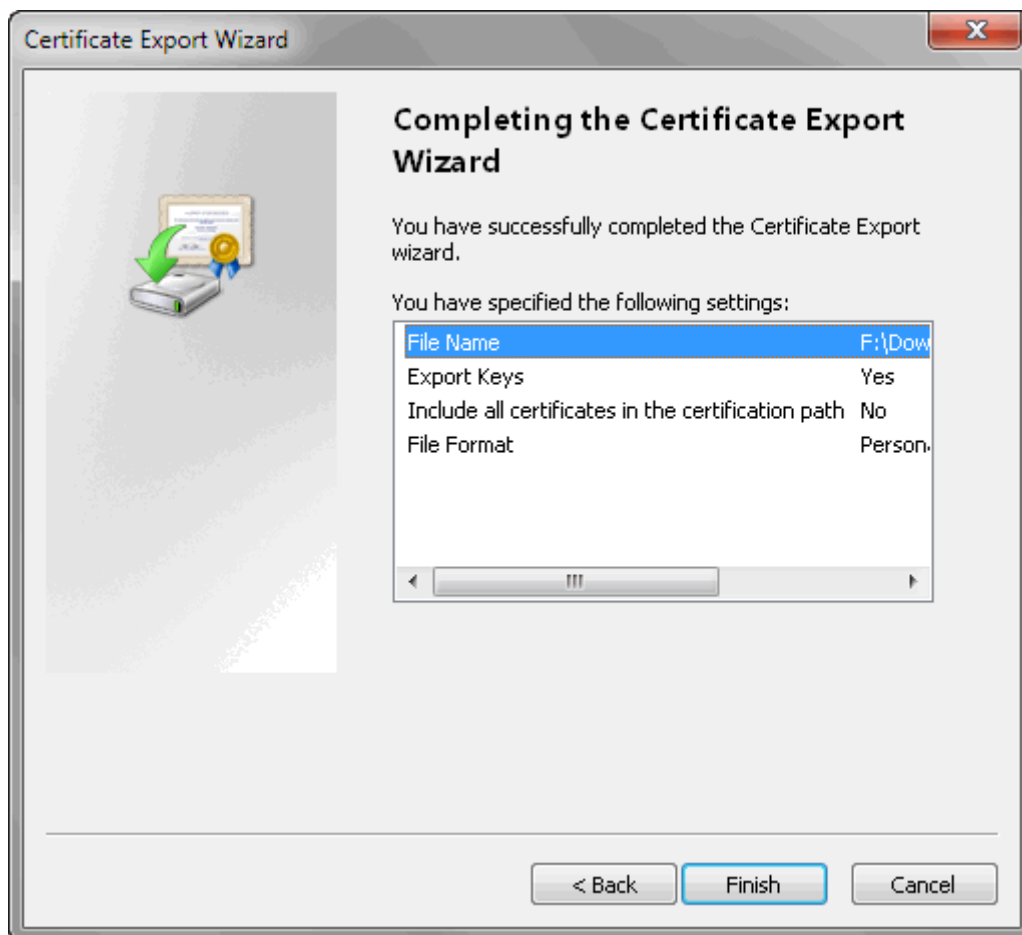 Certificate Export Wizard
Completing the Certificate Export
Wizard
You have successfully completed the Certificate Export
wizard.
You have specified the following settings:
File Name F:\Dow
Export Keys Yes
Include all certificates in the certification path No
File Format Person
< Back Finish Cancel